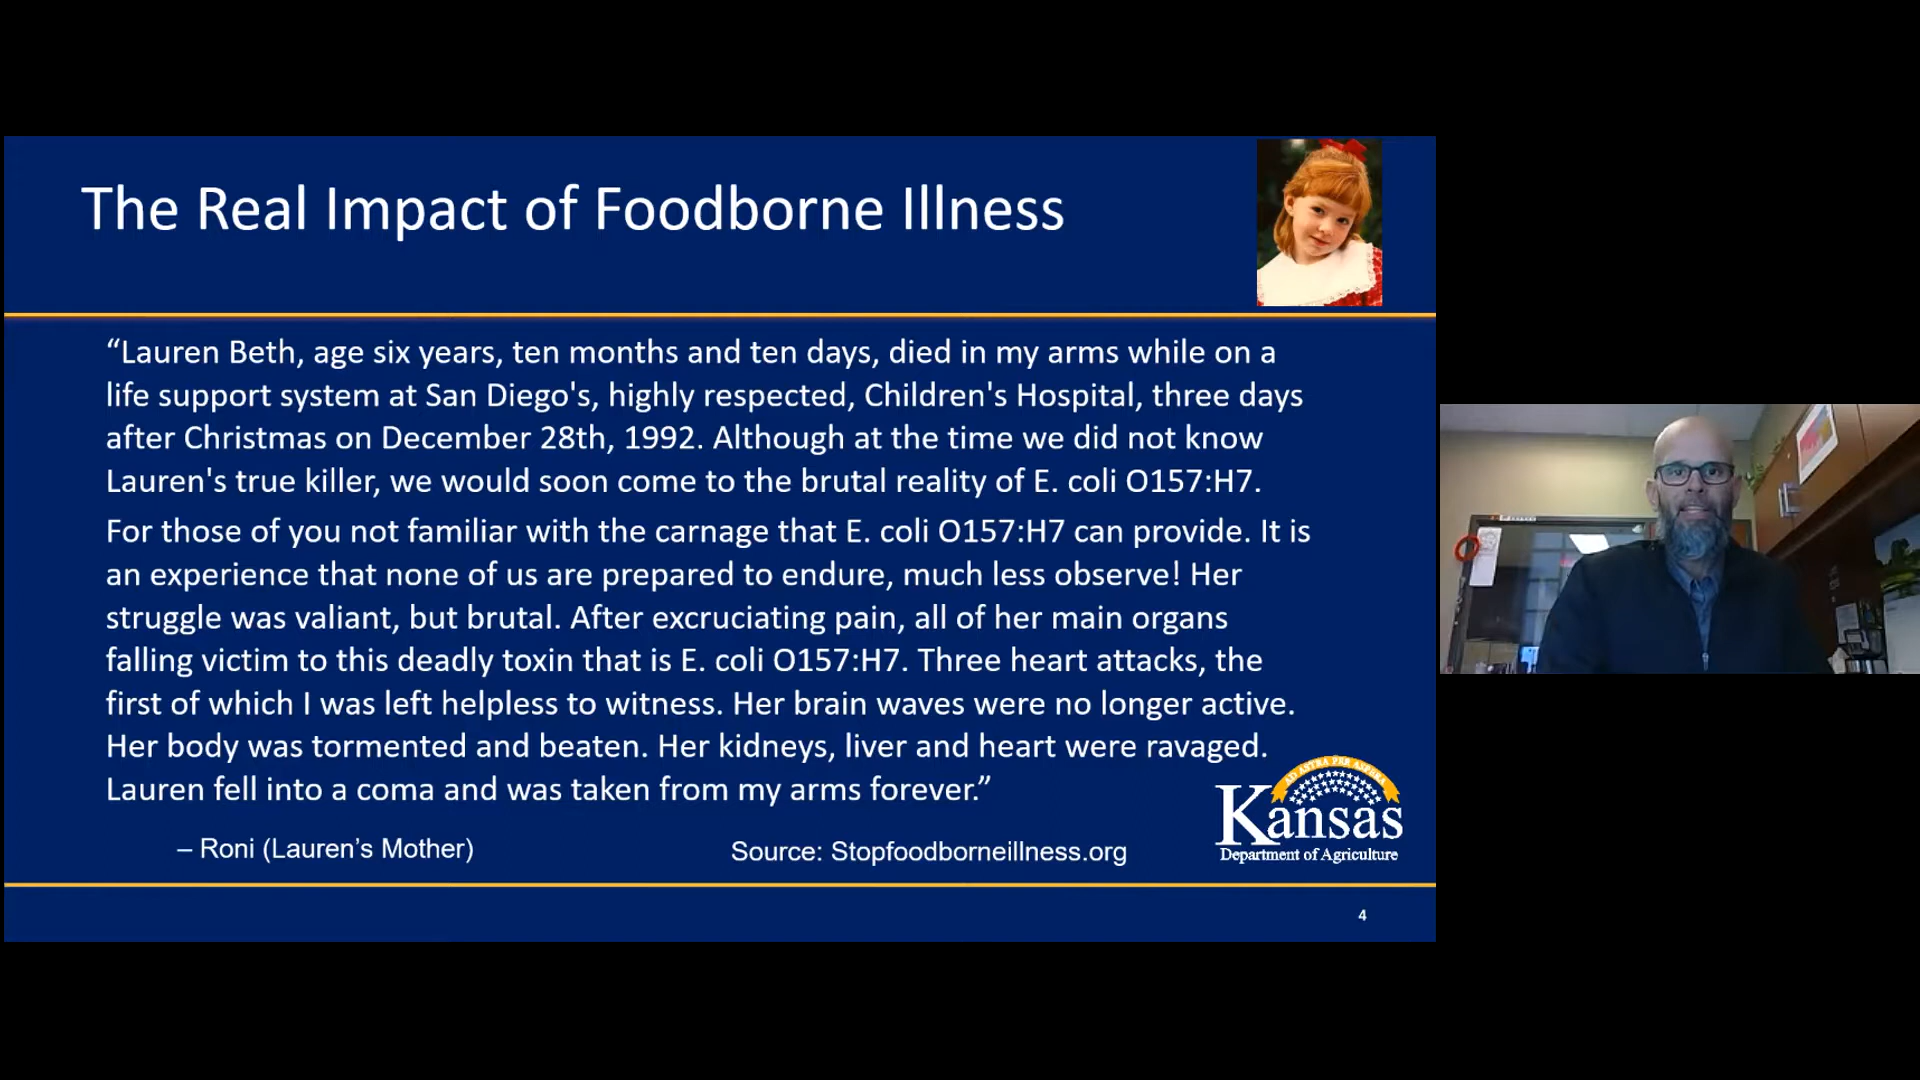 The Real Impact of Foodborne Illness
“Lauren Beth, age six years, ten months and ten days, died in my arms while on a
life support system at San Diego's, highly respected, Children's Hospital, three days
after Christmas on December 28th, 1992. Although at the time we did not know
Lauren's true killer, we would soon come to the brutal reality of E. coli O157:H7.
For those of you not familiar with the carnage that E. coli O157:H7 can provide. It is
an experience that none of us are prepared to endure, much less observe! Her
struggle was valiant, but brutal. After excruciating pain, all of her main organs
falling victim to this deadly toxin that is E. coli O157:H7. Three heart attacks, the
first of which I was left helpless to witness. Her brain waves were no longer active.
Her body was tormented and beaten. Her kidneys, liver and heart were ravaged.
Lauren fell into a coma and was taken from my arms forever.”
– Roni (Lauren’s Mother)
Source: Stopfoodborneillness.org
AD ASTRA PER ASPERA
Kansas
Department of Agriculture
4